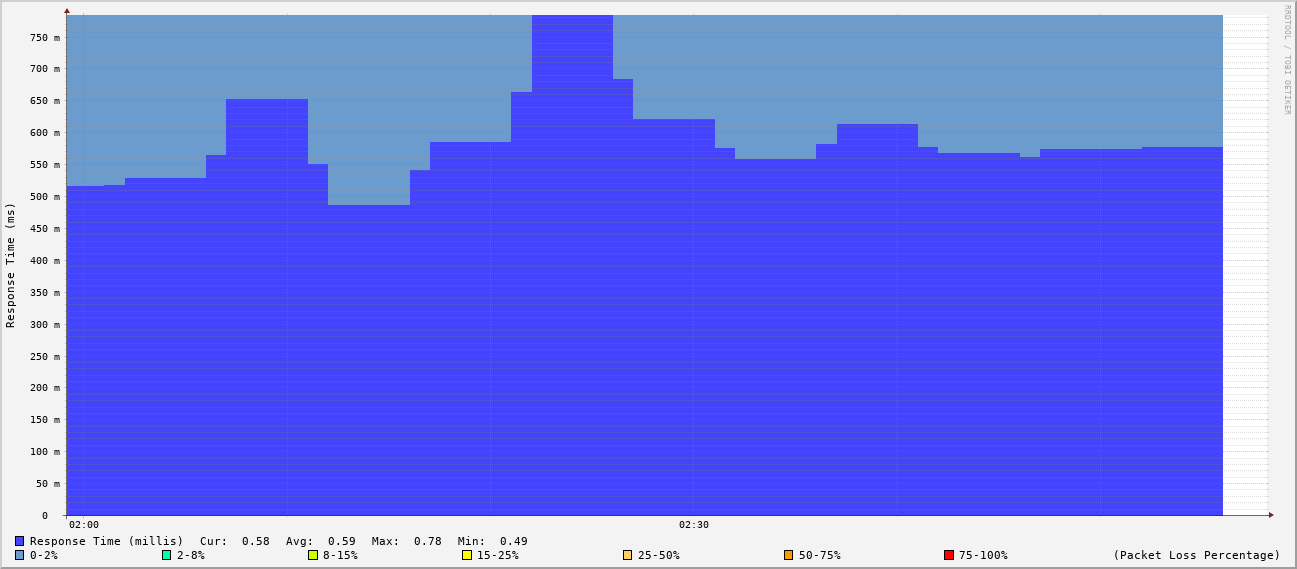 RRDTOOL / TOBI OETIKER
Response Time (ms)
750 m
700 m
650 m
600 m
550 m
500 m
450 m
400 m
350 m
300 m
250 m
200 m
150 m
100 m
50 m
0
02:00 02:30
Response Time (millis) Cur: 0.58 Avg: 0.59 Max: 0.78 Min: 0.49
0-2% 2-8% 8-15% 15-25% 25-50% 50-75% 75-100% (Packet Loss Percentage)